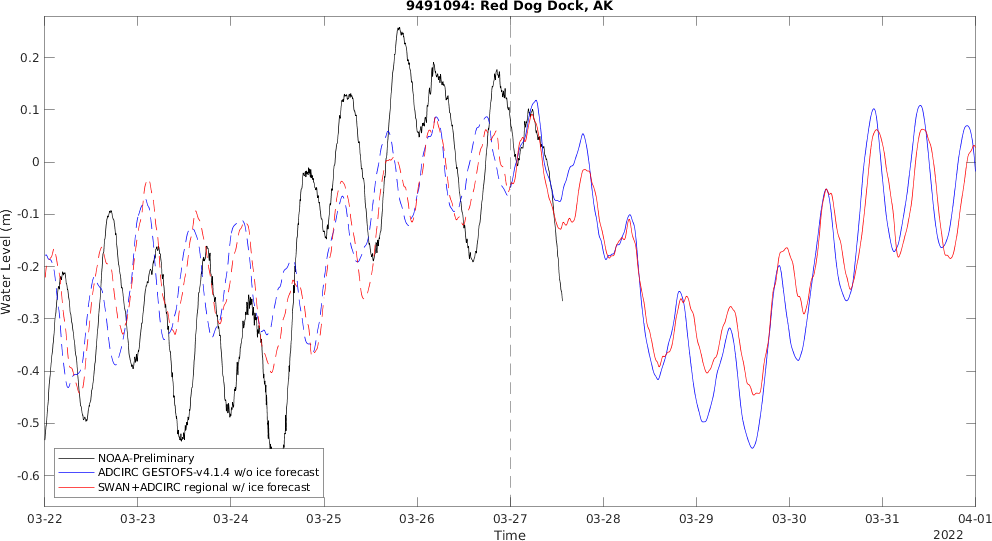 9491094: Red Dog Dock, AK
0.2
0.1
0
-0.1
-0.2
-0.3
-0.4
-0.5
-0.6
Water Level (m)
NOAA-Preliminary
ADCIRC GESTOFS-v4.1.4 w/o ice forecast
SWAN+ADCIRC regional w/ ice forecast
03-22 03-23 03-24 03-25 03-26 03-27 03-28 03-29 03-30 03-31 04-01
Time
2022